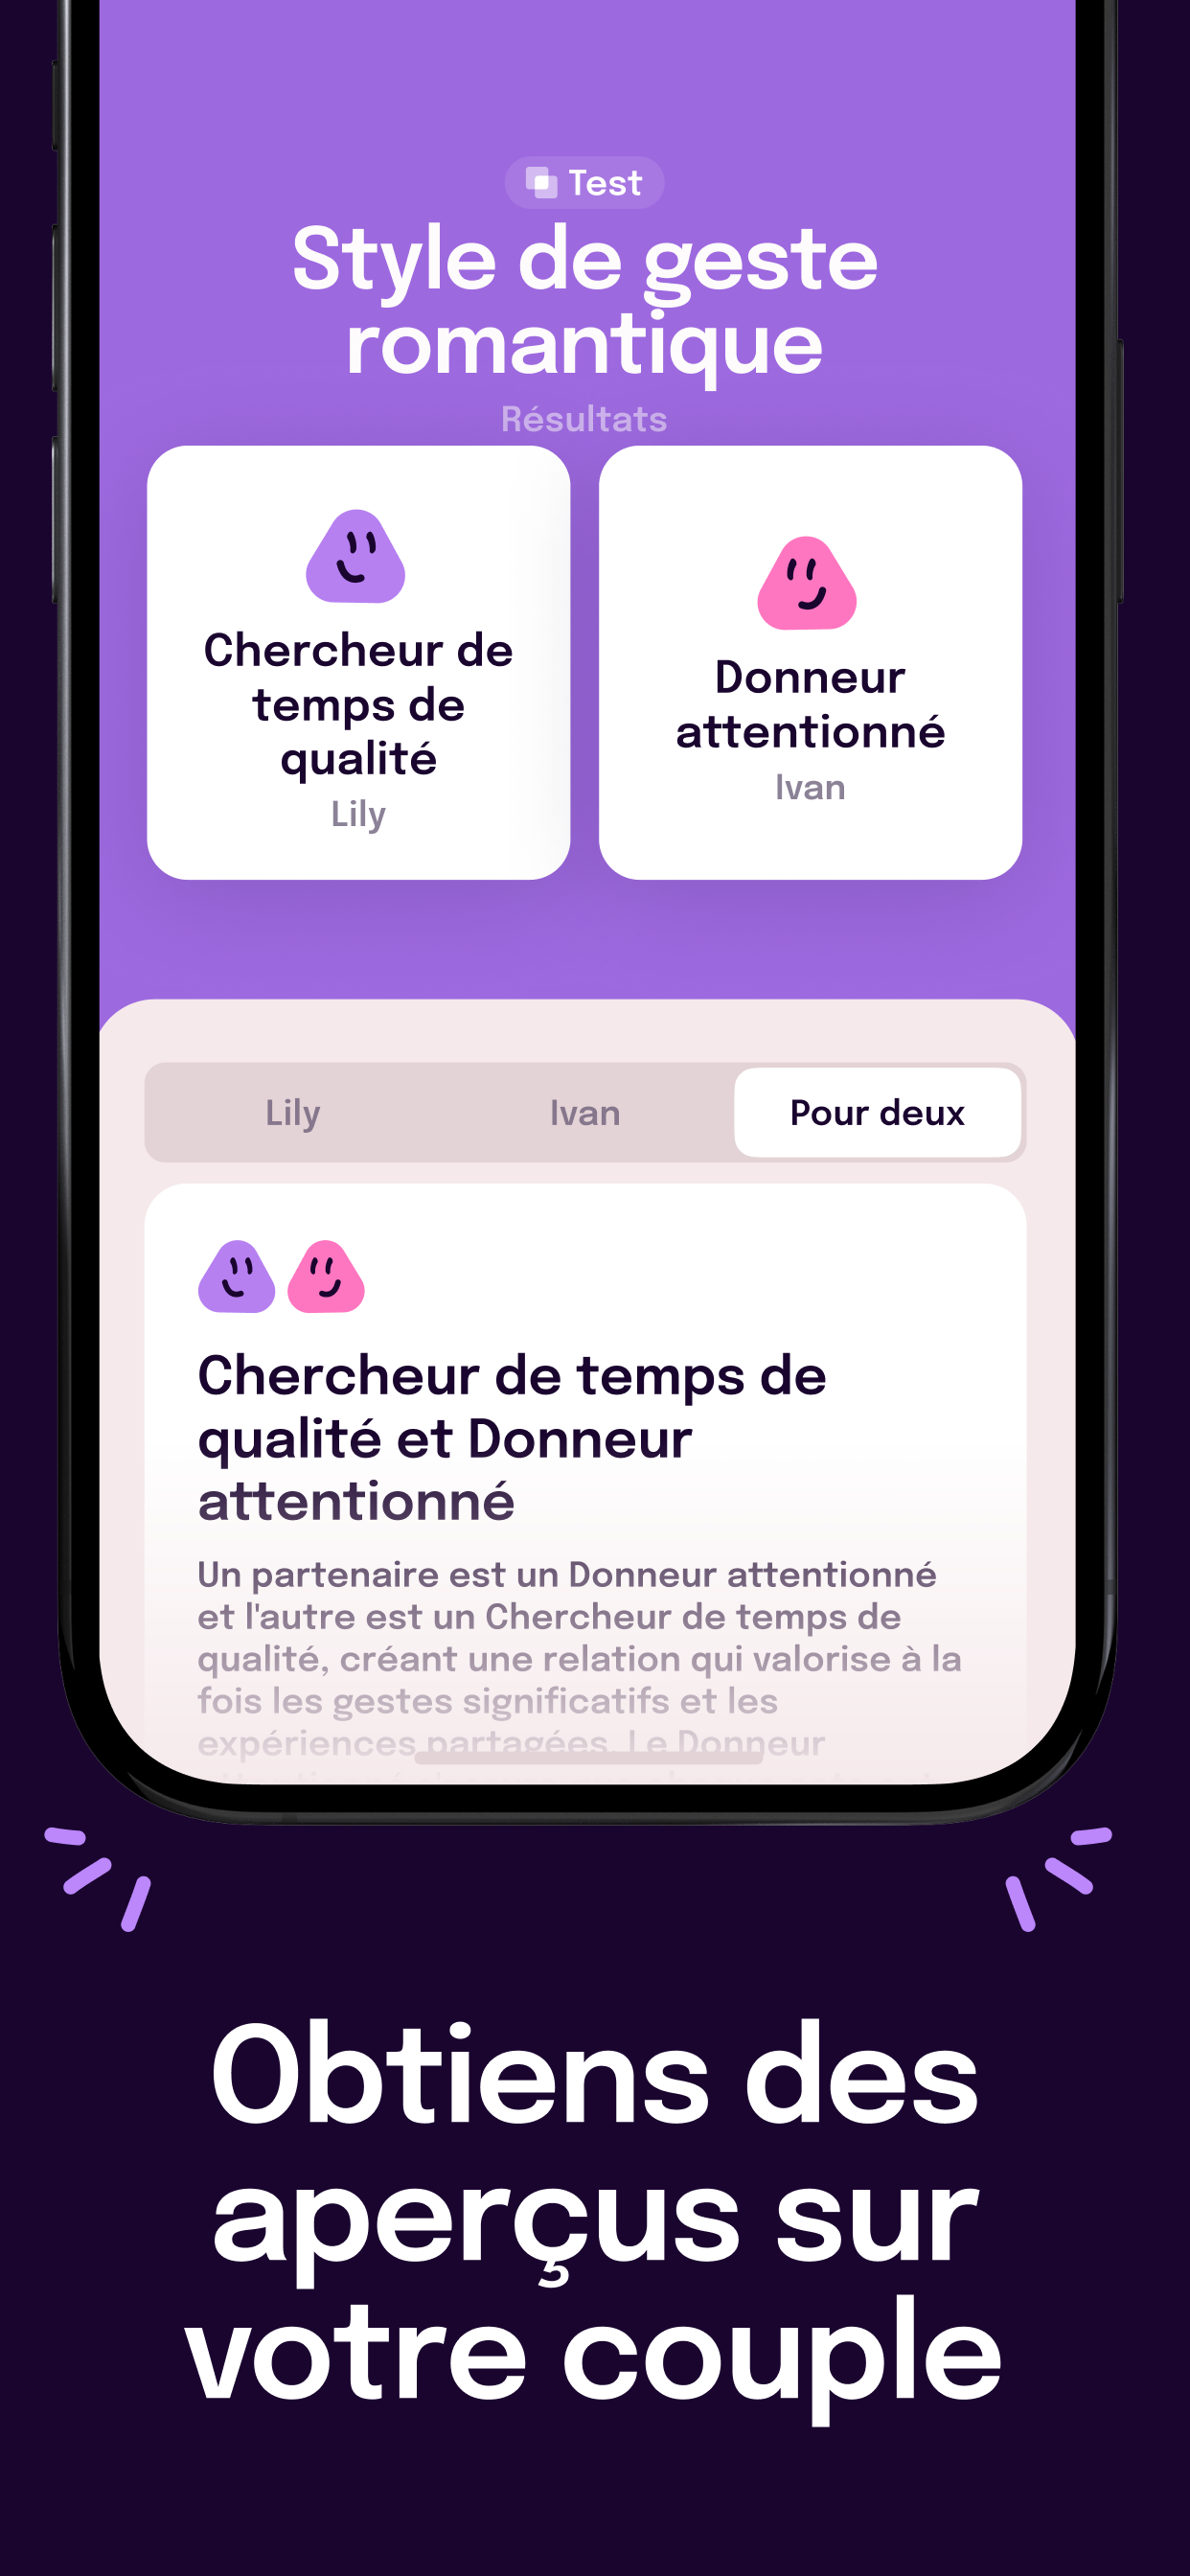 Test
Style de geste
romantique
Résultats
Chercheur de
temps de
qualité
Lily
Donneur
attentionné
Ivan
Lily
Ivan
Pour deux
Chercheur de temps de
qualité et Donneur
attentionné
Un partenaire est un Donneur attentionné
et l'autre est un Chercheur de temps de
qualité, créant une relation qui valorise à la
fois les gestes significatifs et les
expériences partagées. Le Donneur
Obtiens des
aperçus sur
votre couple